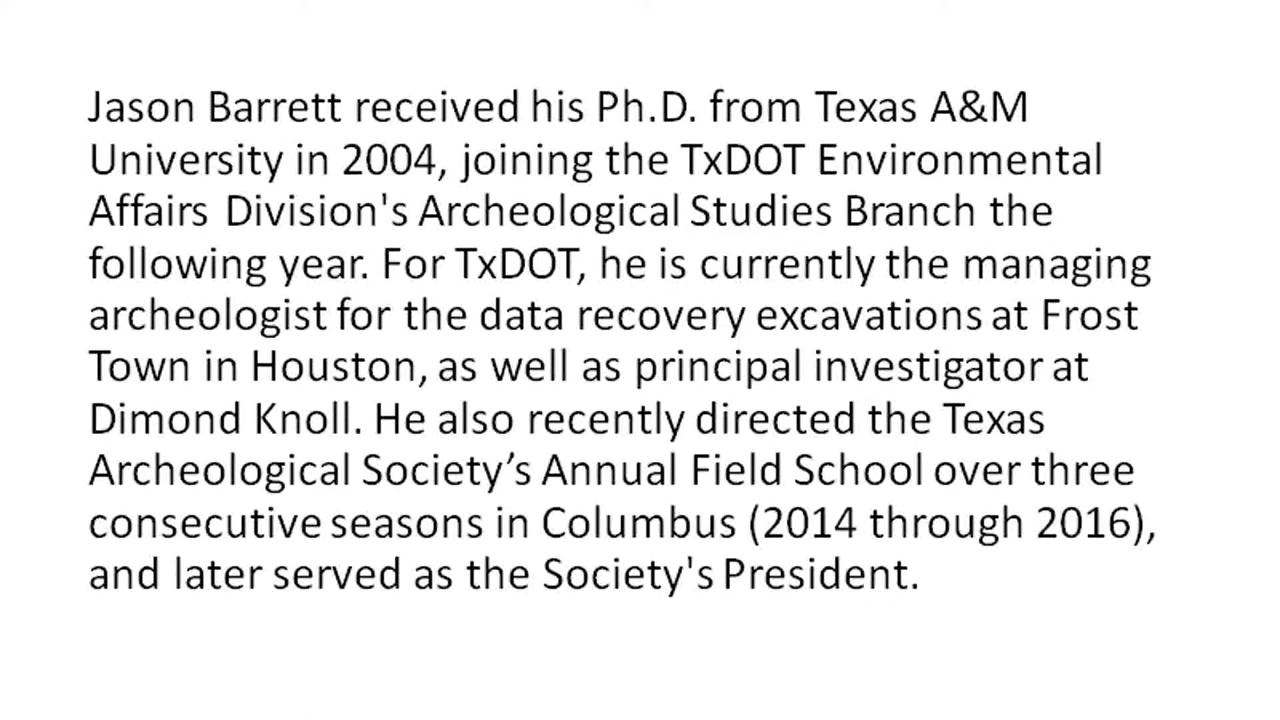 Jason Barrett received his Ph.D. from Texas A&M
University in 2004, joining the TxDOT Environmental
Affairs Division's Archeological Studies Branch the
following year. For TxDOT, he is currently the managing
archeologist for the data recovery excavations at Frost
Town in Houston, as well as principal investigator at
Dimond Knoll. He also recently directed the Texas
Archeological Society’s Annual Field School over three
consecutive seasons in Columbus (2014 through 2016),
and later served as the Society's President.